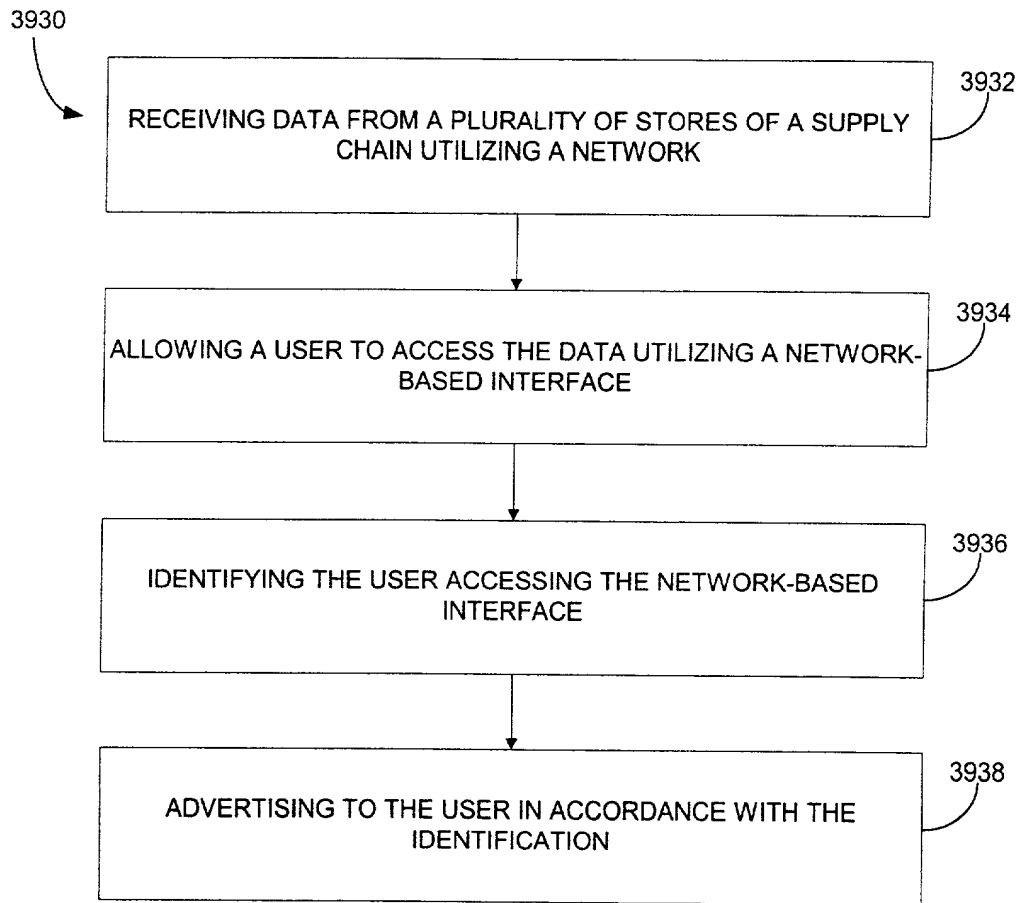 3930
3932
RECEIVING DATA FROM A PLURALITY OF STORES OF A SUPPLY
CHAIN UTILIZING A NETWORK
3934
ALLOWING A USER TO ACCESS THE DATA UTILIZING A NETWORK-
BASED INTERFACE
3936
IDENTIFYING THE USER ACCESSING THE NETWORK-BASED
INTERFACE
3938
ADVERTISING TO THE USER IN ACCORDANCE WITH THE
IDENTIFICATION